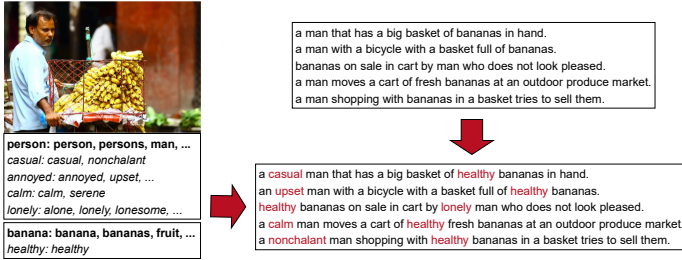 a man that has a big basket of bananas in hand.
a man with a bicycle with a basket full of bananas.
bananas on sale in cart by man who does not look pleased.
a man moves a cart of fresh bananas at an outdoor produce market.
a man shopping with bananas in a basket tries to sell them.
person: person, persons, man, ...
casual: casual, nonchalant
annoyed: annoyed, upset, ...
calm: calm, serene
lonely: alone, lonely, lonesome, ...
banana: banana, bananas, fruit, ...
healthy: healthy
a casual man that has a big basket of healthy bananas in hand.
an upset man with a bicycle with a basket full of healthy bananas.
healthy bananas on sale in cart by lonely man who does not look pleased.
a calm man moves a cart of healthy fresh bananas at an outdoor produce market
a nonchalant man shopping with healthy bananas in a basket tries to sell them.